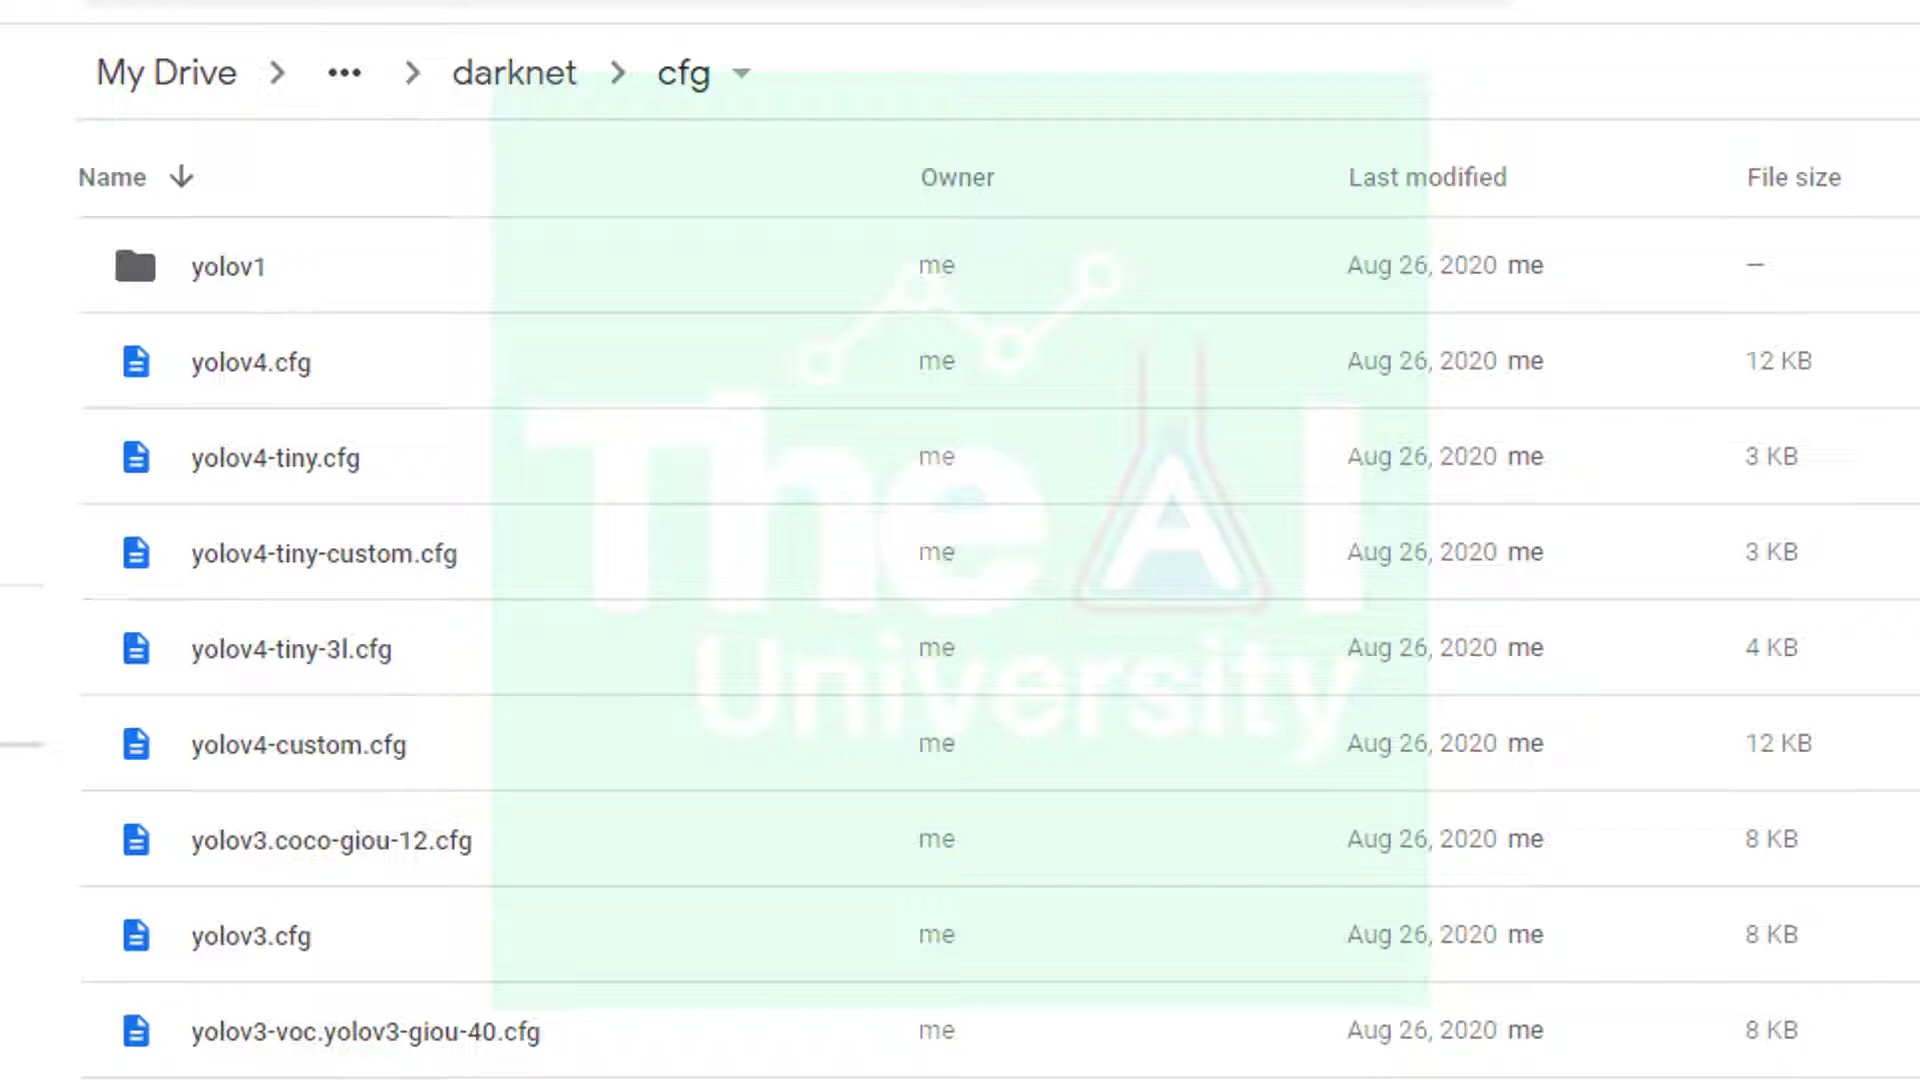 My Drive > ••• > darknet > cfg
Name Owner Last modified File size
yolov1 me Aug 26, 2020 me —
yolov4.cfg me Aug 26, 2020 me 12 KB
yolov4-tiny.cfg me Aug 26, 2020 me 3 KB
yolov4-tiny-custom.cfg me Aug 26, 2020 me 3 KB
yolov4-tiny-3l.cfg me Aug 26, 2020 me 4 KB
yolov4-custom.cfg me Aug 26, 2020 me 12 KB
yolov3.coco-giou-12.cfg me Aug 26, 2020 me 8 KB
yolov3.cfg me Aug 26, 2020 me 8 KB
yolov3-voc.yolov3-giou-40.cfg me Aug 26, 2020 me 8 KB
The AI
University